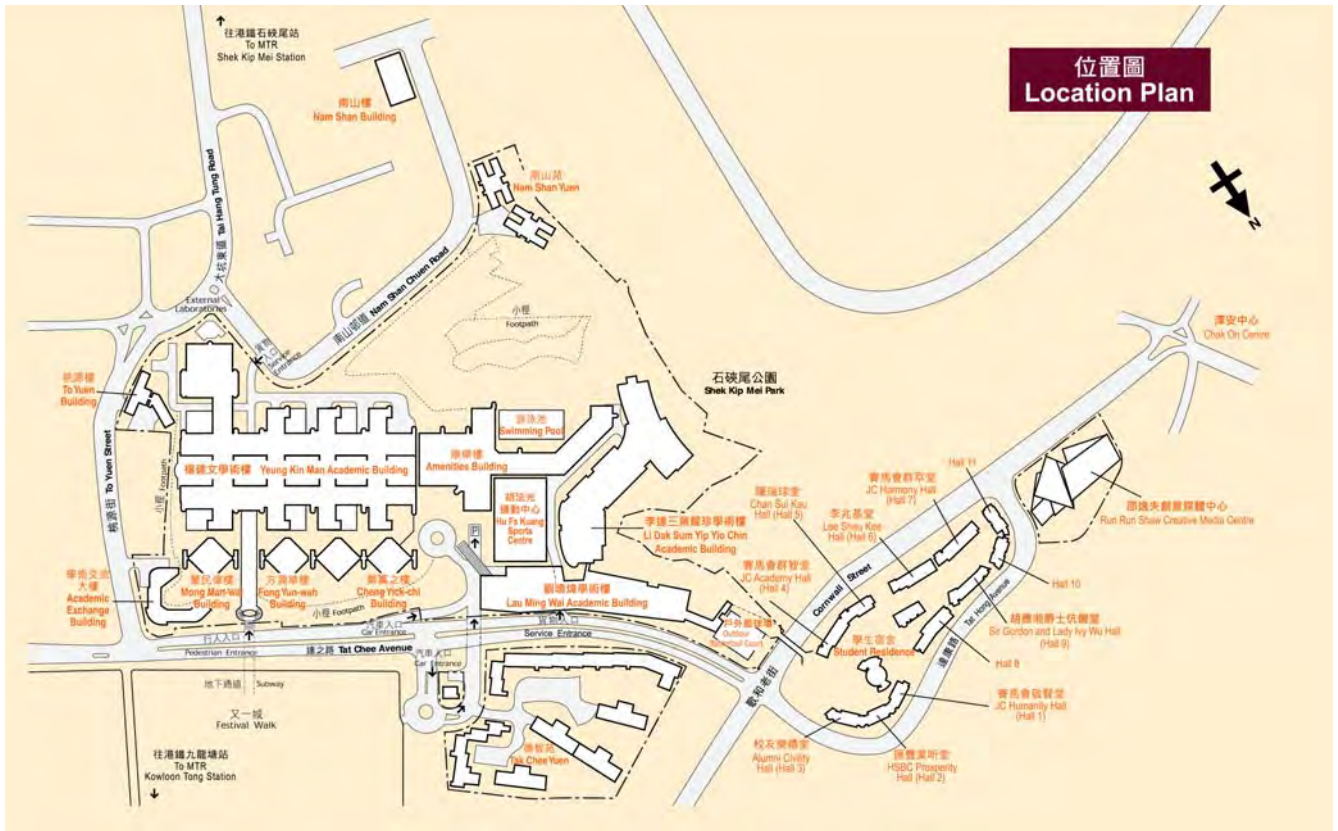 往港鐵石硤尾站
To MTR
Shek Kip Mei Station
位置圖
Location Plan
南山樓
Nam Shan Building
大坑東道 Tai Hang Tung Road
南山苑
Nam Shan Yuen
N
南山邨道 Nam Shan Chuen Road
External
Laboratories
貨物入口
Service
Entrance
小徑
Footpath
澤安中心
Chak On Centre
石硤尾公園
Shek Kip Mei Park
桃源樓
To Yuen
Building
桃源街 To Yuen Street
小徑 Footpath
游泳池
Swimming Pool
康樂樓
Amenities Building
楊建文學術樓 Yeung Kin Man Academic Building
胡法光
運動中心
Hu Fa Kuang
Sports
Centre
李達三葉耀珍學術樓
Li Dak Sum Yip Yio Chin
Academic Building
陳瑞球堂
Chan Sui Kau
Hall (Hall 5)
李兆基堂
Lee Shau Kee
Hall (Hall 6)
賽馬會群萃堂
JC Harmony Hall
(Hall 7)
Hall 11
邵逸夫創意媒體中心
Run Run Shaw Creative Media Centre
Hall 10
賽馬會群智堂
JC Academy Hall
(Hall 4)
Cornwall Street
歌和老街
Tat Hong Avenue
達康路
胡應湘爵士伉儷堂
Sir Gordon and Lady Ivy Wu Hall
(Hall 9)
Hall 8
學術交流
大樓
Academic
Exchange
Building
蒙民偉樓
Mong Man-wai
Building
方潤華樓
Fong Yun-wah
Building
鄭翼之樓
Cheng Yick-chi
Building
P
劉鳴煒學術樓
Lau Ming Wai Academic Building
戶外籃球場
Outdoor
Basketball Court
學生宿舍
Student Residence
小徑 Footpath
汽車入口
Car Entrance
貨物入口
Service Entrance
行人入口
Pedestrian Entrance
達之路 Tat Chee Avenue
汽車入口
Car Entrance
地下通道 Subway
又一城
Festival Walk
賽馬會敬賢堂
JC Humanity Hall
(Hall 1)
校友樂禮堂
Alumni Civility
Hall (Hall 3)
滙豐業昕堂
HSBC Prosperity
Hall (Hall 2)
德智苑
Tak Chee Yuen
往港鐵九龍塘站
To MTR
Kowloon Tong Station